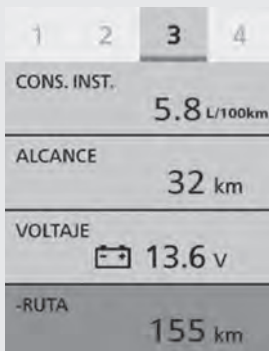 1 2 3 4
CONS. INST.
5.8 L/100km
ALCANCE
32 km
VOLTAJE
13.6 V
-RUTA
155 km